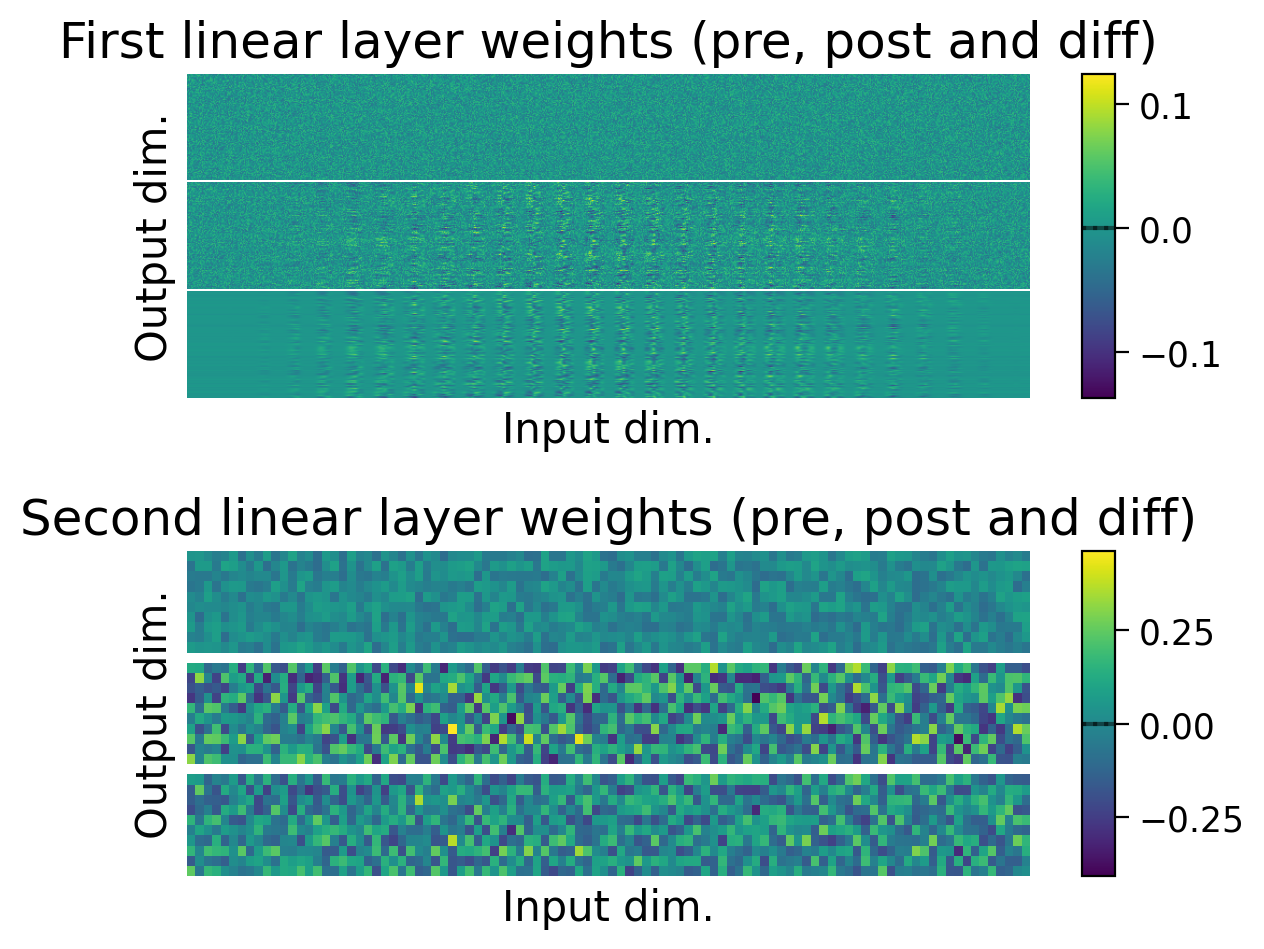 First linear layer weights (pre, post and diff)
Output dim.
0.1
0.0
−0.1
Input dim.
Second linear layer weights (pre, post and diff)
Output dim.
0.25
0.00
−0.25
Input dim.